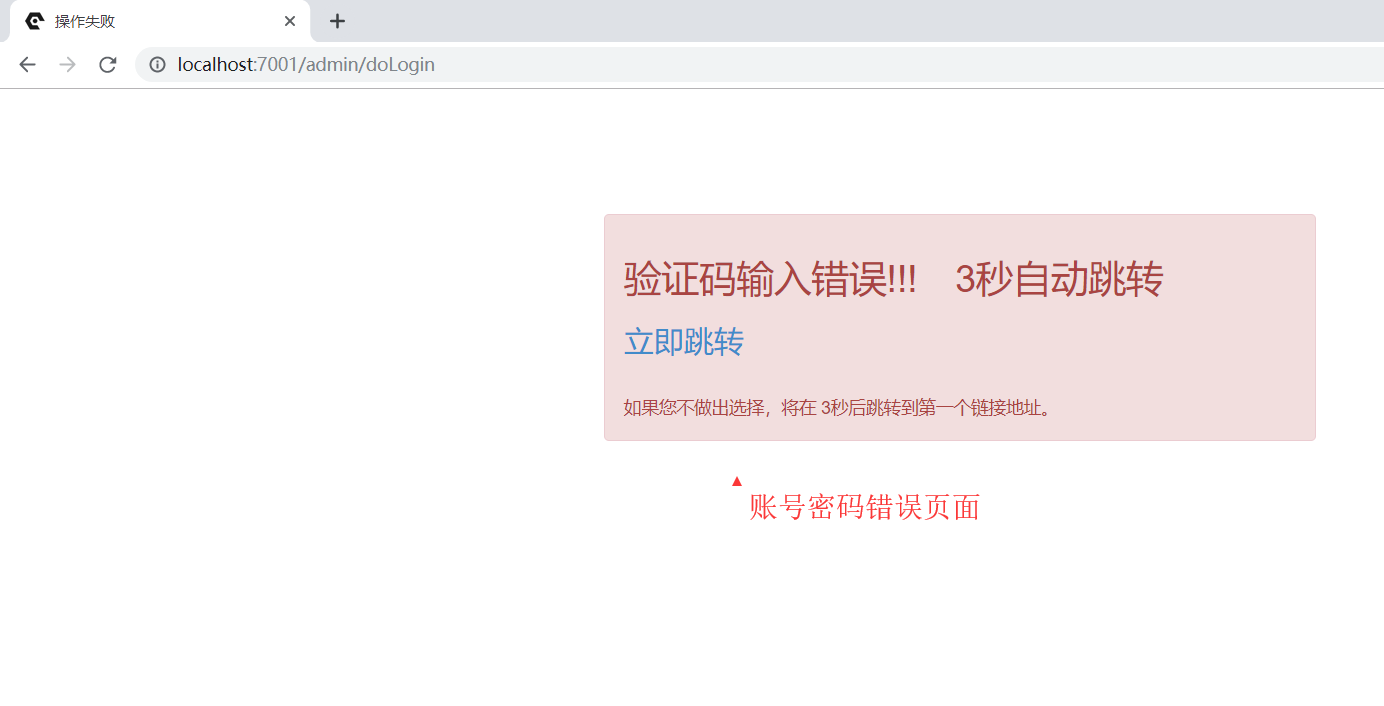 操作失败
localhost:7001/admin/doLogin
验证码输入错误!!! 3秒自动跳转
立即跳转
如果您不做出选择，将在 3秒后跳转到第一个链接地址。
账号密码错误页面